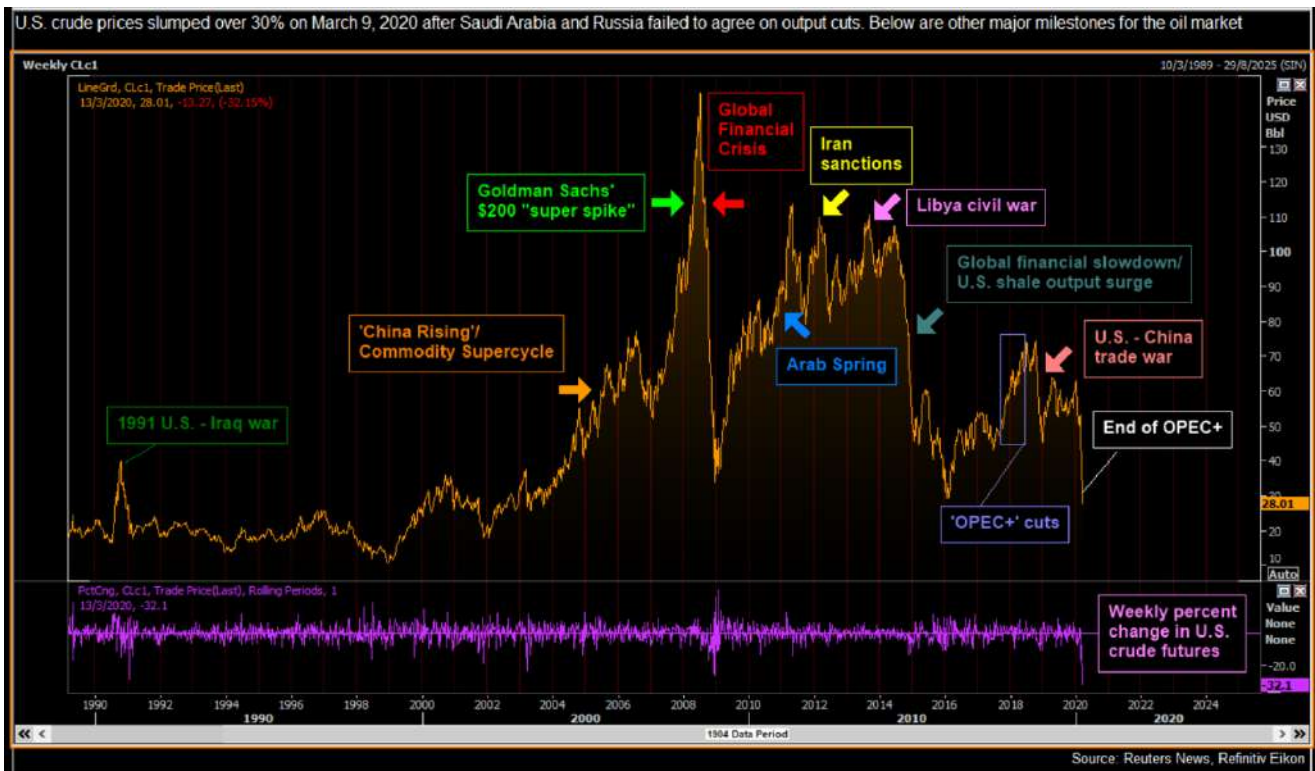 U.S. crude prices slumped over 30% on March 9, 2020 after Saudi Arabia and Russia failed to agree on output cuts. Below are other major milestones for the oil market
Weekly CLc1
10/3/1989 - 29/8/2025 (SIN)
LineGrd, CLc1, Trade Price(Last)
13/3/2020, 28.01, -13.27, (-32.15%)
Price
USD
Bbl
130
120
110
100
90
80
70
60
50
40
30
28.01
20
10
Auto
Global
Financial
Crisis
Iran
sanctions
Goldman Sachs'
$200 "super spike"
Libya civil war
Global financial slowdown/
U.S. shale output surge
'China Rising'/
Commodity Supercycle
Arab Spring
U.S. - China
trade war
1991 U.S. - Iraq war
End of OPEC+
'OPEC+' cuts
PctCng, CLc1, Trade Price(Last), Rolling Periods, 1
13/3/2020, -32.1
Weekly percent
change in U.S.
crude futures
Value
None
None
-20.0
-32.1
1990 1992 1994 1996 1998 2000 2002 2004 2006 2008 2010 2012 2014 2016 2018 2020 2022 2024
1990 2000 2010 2020
1904 Data Period
Source: Reuters News, Refinitiv Eikon